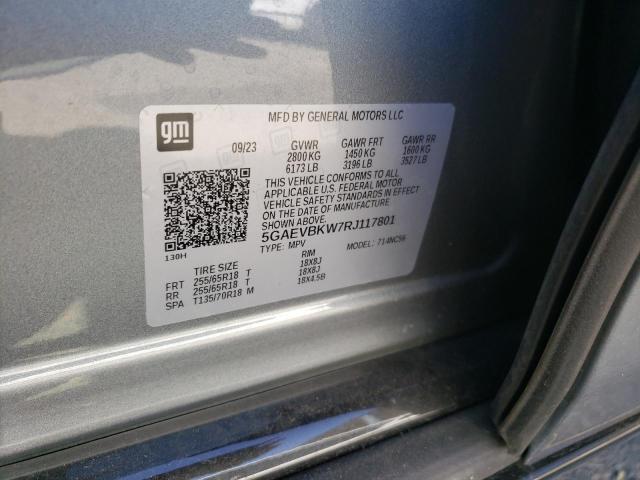 gm
MFD BY GENERAL MOTORS LLC
09/23 GVWR GAWR FRT GAWR RR
2800 KG 1450 KG 1600 KG
6173 LB 3196 LB 3527 LB
THIS VEHICLE CONFORMS TO ALL
APPLICABLE U.S. FEDERAL MOTOR
VEHICLE SAFETY STANDARDS IN EFFECT
ON THE DATE OF MANUFACTURE
SHOWN ABOVE.
5GAEVBKW7RJ117801
TYPE: MPV MODEL: 714NC56
130H
TIRE SIZE RIM
FRT 255/65R18 T 18X8J
RR 255/65R18 T 18X8J
SPA T135/70R18 M 18X4.5B